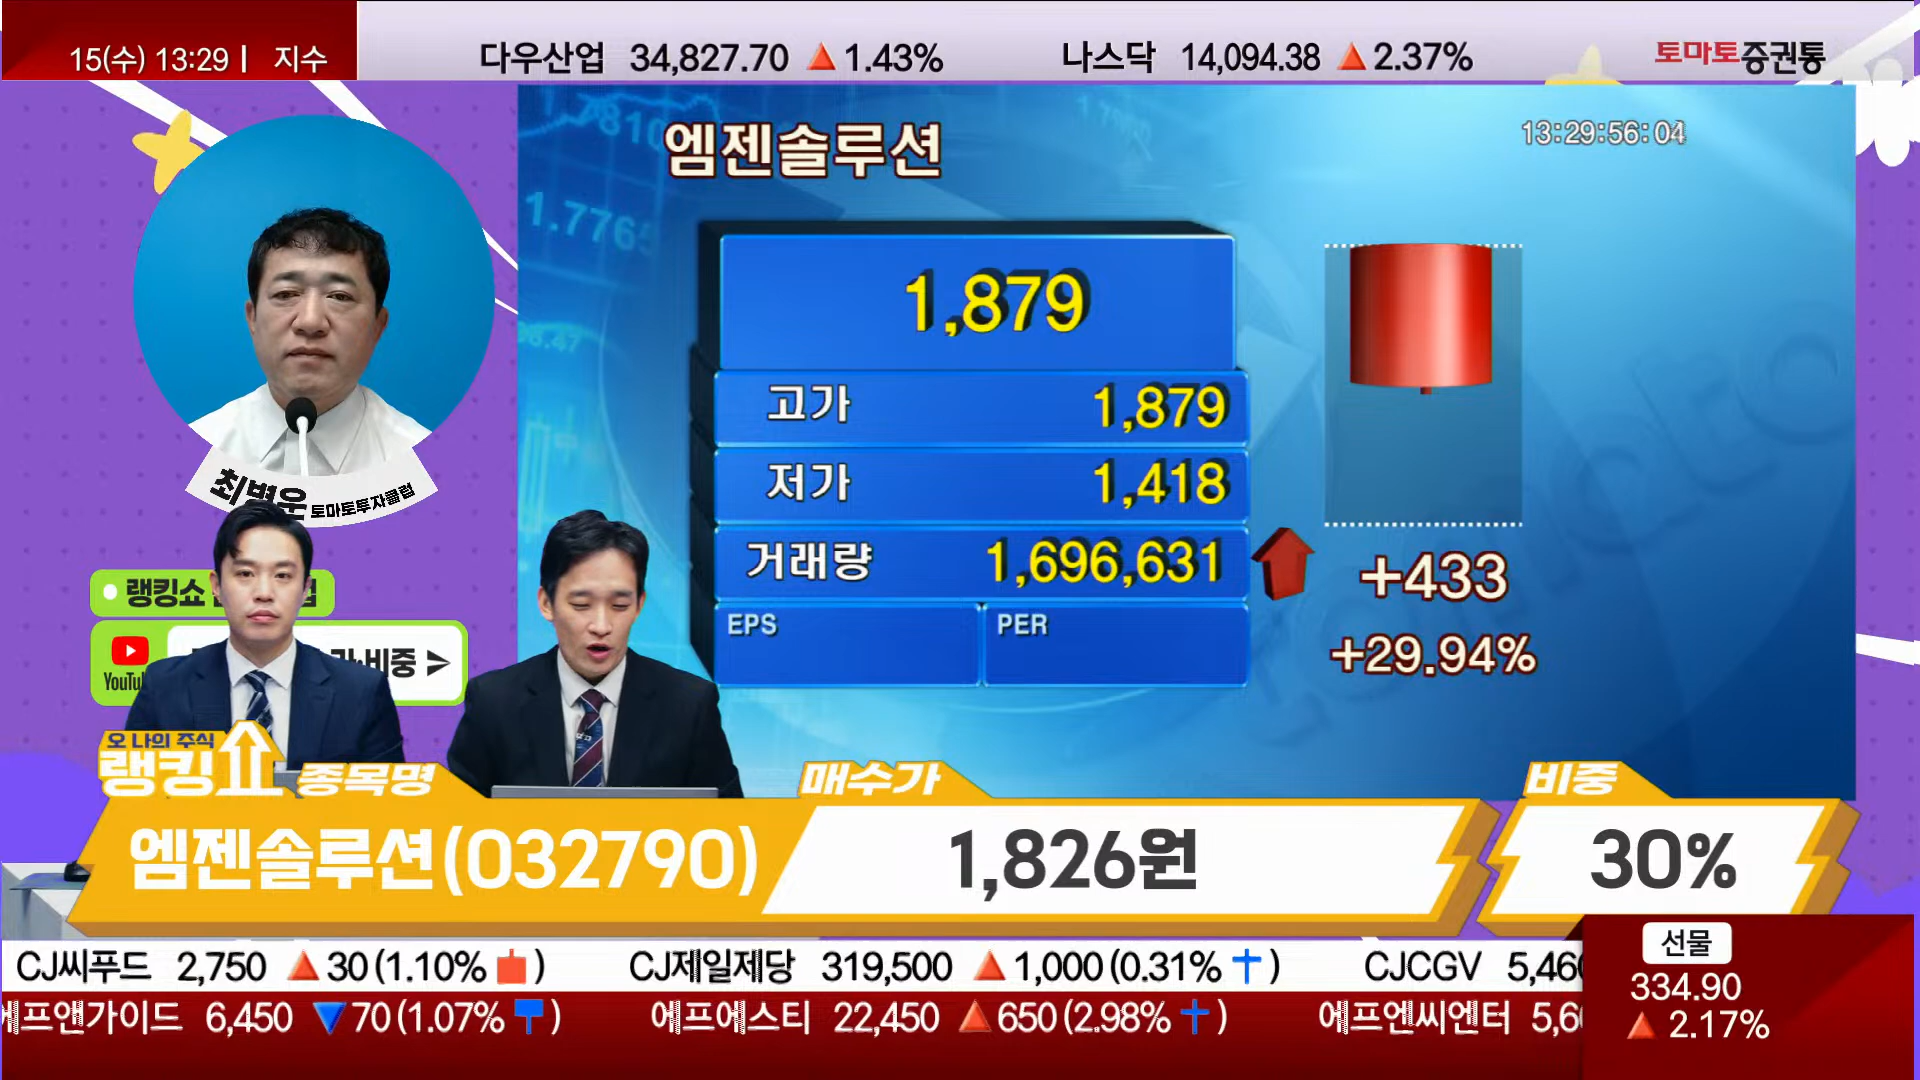 15(수) 13:29 | 지수
다우산업 34,827.70 ▲1.43%
나스닥 14,094.38 ▲2.37%
토마토증권통
엠젠솔루션
13:29:56:04
1,879
고가 1,879
저가 1,418
거래량 1,696,631
EPS
PER
+433
+29.94%
최병운 토마토투자클럽
랭킹쇼
YouTu
비중
오 나의 주식
랭킹쇼
종목명
매수가
비중
엠젠솔루션(032790)
1,826원
30%
CJ씨푸드 2,750 ▲30(1.10%) CJ제일제당 319,500 ▲1,000(0.31%) CJCGV 5,460
에프앤가이드 6,450 ▼70(1.07%) 에프에스티 22,450 ▲650(2.98%) 에프엔씨엔터 5,6
선물
334.90
▲ 2.17%